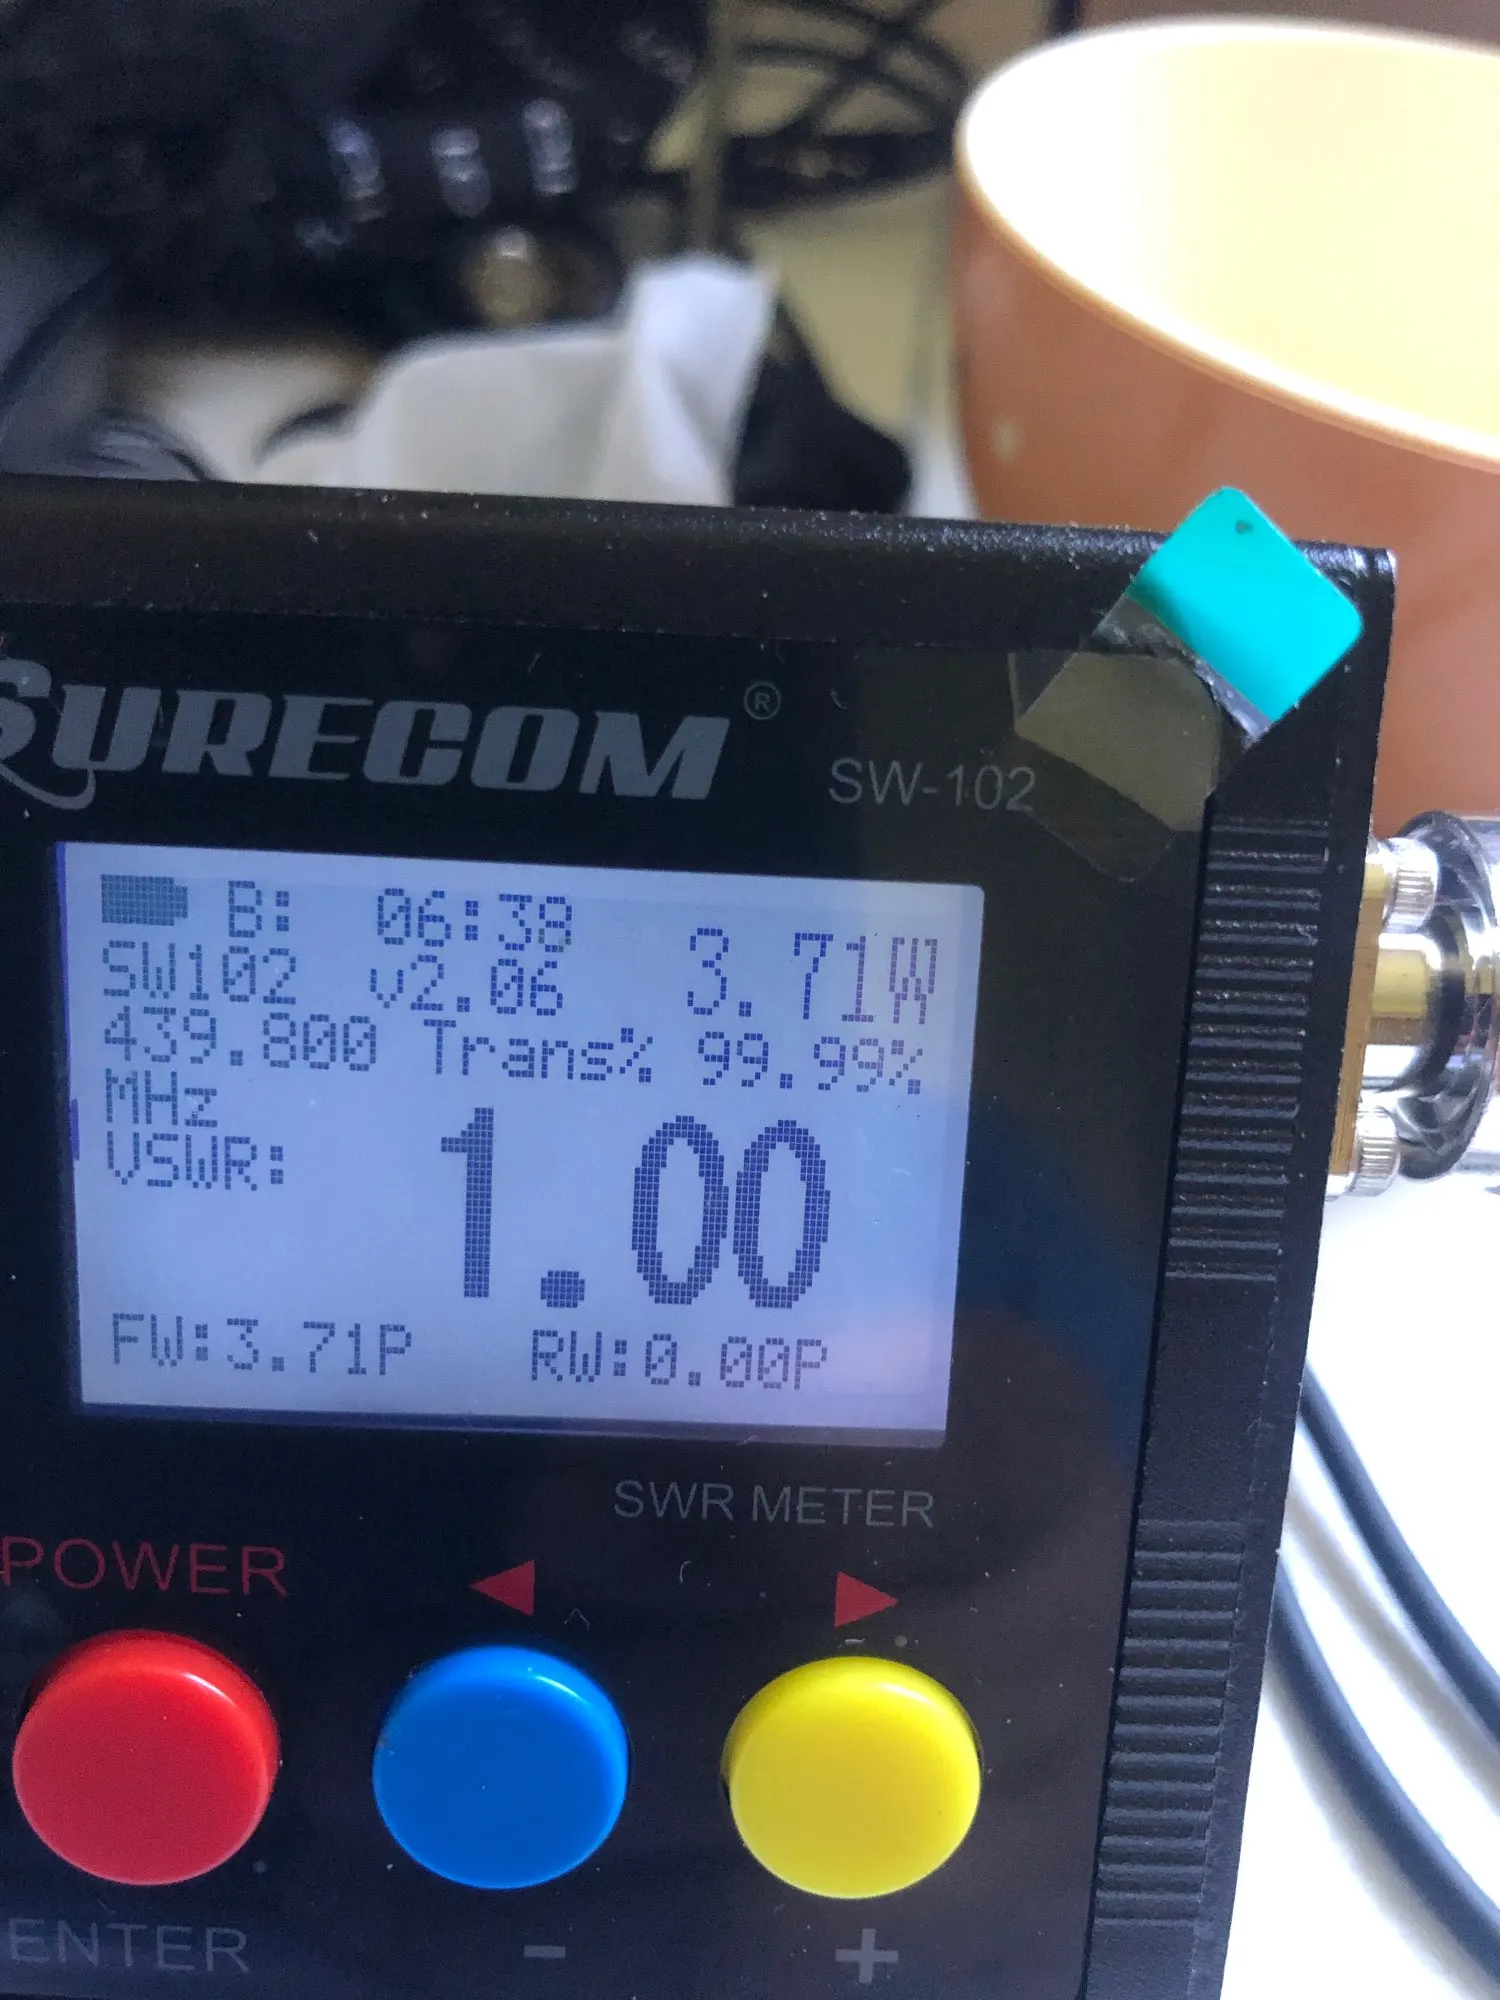 SURECOM ®
SW-102
B: 06:38
3.71W
SW102 v2.06
439.800 Trans% 99.99%
MHz
VSWR: 1.00
FW:3.71P RW:0.00P
SWR METER
POWER
ENTER - +